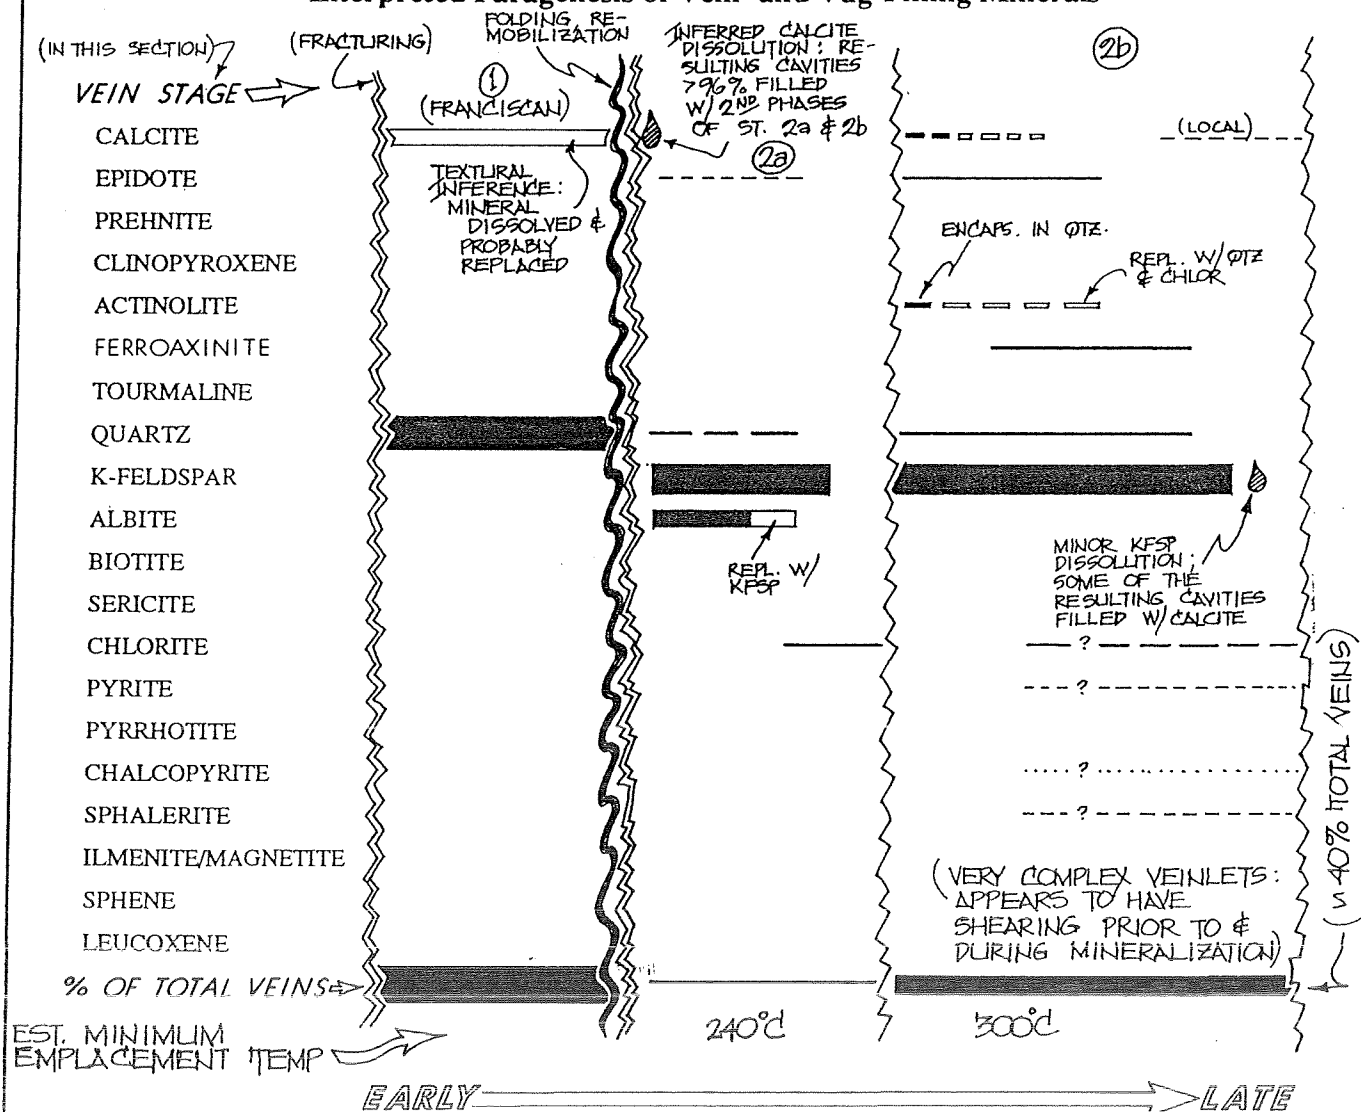 Interpreted Paragenesis of Vein- and Vug-Filling Minerals
(IN THIS SECTION)
(FRACTURING)
FOLDING RE-
MOBILIZATION
INFERRED CALCITE
DISSOLUTION: RE-
SULTING CAVITIES
>96% FILLED
W/ 2ND PHASES
OF ST. 2a & 2b
2b
VEIN STAGE
1
(FRANCISCAN)
2a
CALCITE
(LOCAL)
EPIDOTE
TEXTURAL
INFERENCE:
MINERAL
DISSOLVED &
PROBABLY
REPLACED
PREHNITE
ENCAPS. IN QTZ.
CLINOPYROXENE
REPL. W/QTZ
& CHLOR
ACTINOLITE
FERROAXINITE
TOURMALINE
QUARTZ
K-FELDSPAR
ALBITE
REPL. W/
KFSP
MINOR KFSP
DISSOLUTION;
SOME OF THE
RESULTING CAVITIES
FILLED W/CALCITE
BIOTITE
SERICITE
CHLORITE
?
PYRITE
?
PYRRHOTITE
CHALCOPYRITE
?
SPHALERITE
?
ILMENITE/MAGNETITE
SPHENE
LEUCOXENE
(VERY COMPLEX VEINLETS:
APPEARS TO HAVE
SHEARING PRIOR TO &
DURING MINERALIZATION)
% OF TOTAL VEINS
40% TOTAL VEINS)
EST. MINIMUM
EMPLACEMENT TEMP
240°C
300°C
EARLY
LATE